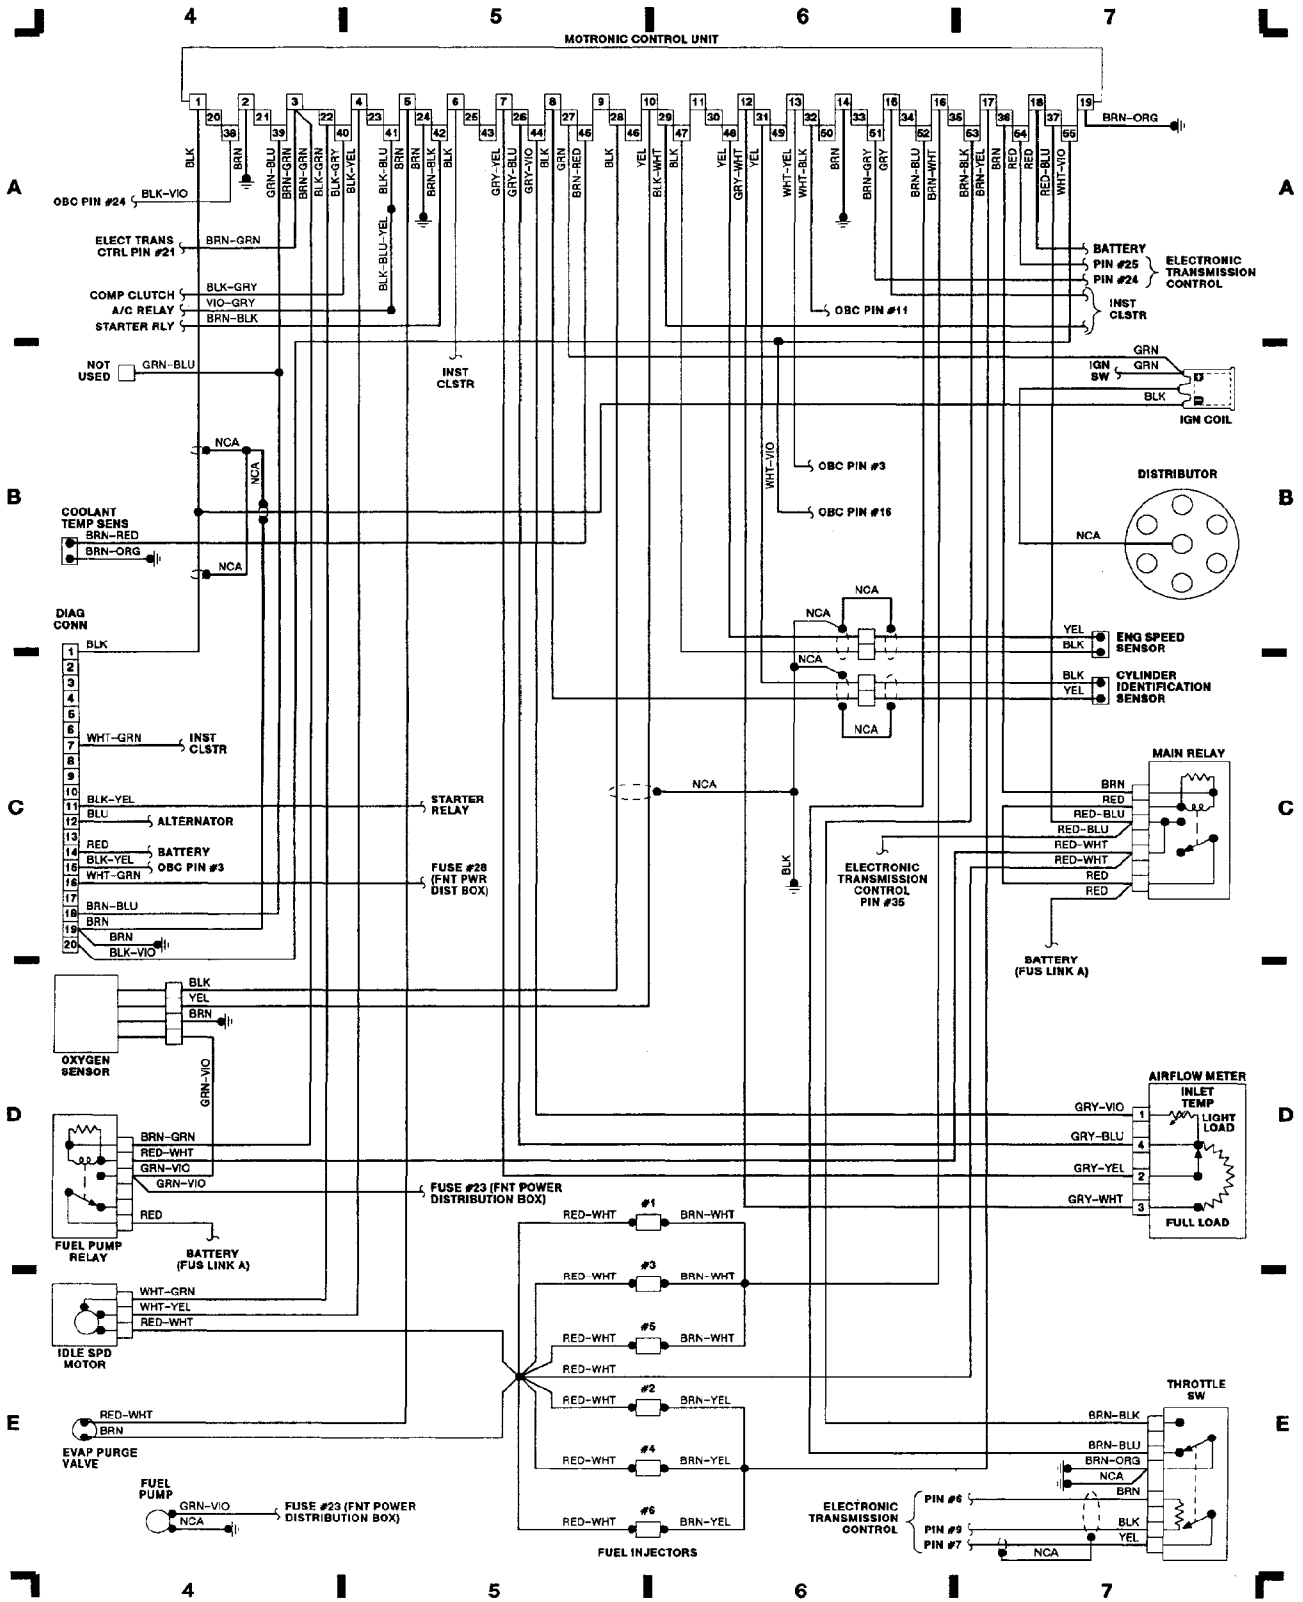 4 5 6 7
MOTRONIC CONTROL UNIT
1 2 3 4 5 6 7 8 9 10 11 12 13 14 15 16 17 18 19
20 21 22 23 24 25 26 27 28 29 30 31 32 33 34 35 36 37
38 39 40 41 42 43 44 45 46 47 48 49 50 51 52 53 54 55
BRN-ORG
BLK BRN GRN-BLU BRN-GRN BRN-GRN BLK-GRN BLK-GRY BLK-YEL BLK-BLU BRN BRN BRN-BLK BLK GRY-YEL GRY-BLU GRY-VIO BLK GRN BRN-RED BLK YEL BLK-WHT BLK YEL GRY-WHT YEL WHT-YEL WHT-BLK BRN BRN-GRY GRY BRN-BLU BRN-WHT BRN-BLK BRN-YEL BRN RED RED RED-BLU WHT-VIO
A A
OBC PIN #24 BLK-VIO
ELECT TRANS
CTRL PIN #21 BRN-GRN
BLK-BLU-YEL
COMP CLUTCH BLK-GRY
A/C RELAY VIO-GRY
STARTER RLY BRN-BLK
BATTERY
PIN #25
PIN #24
ELECTRONIC
TRANSMISSION
CONTROL
INST
CLSTR
OBC PIN #11
NOT
USED
GRN-BLU
INST
CLSTR
GRN
IGN
SW
GRN
BLK
IGN COIL
NCA
NCA
WHT-VIO
OBC PIN #3
DISTRIBUTOR
B B
OBC PIN #16
COOLANT
TEMP SENS
BRN-RED
BRN-ORG
NCA
NCA
NCA
NCA
DIAG
CONN
1 BLK
2
3
4
5
6
7 WHT-GRN INST
CLSTR
8
9
10
11 BLK-YEL STARTER
RELAY
12 BLU ALTERNATOR
13
14 RED BATTERY
15 BLK-YEL OBC PIN #3
16 WHT-GRN FUSE #28
(FNT PWR
DIST BOX)
17
18 BRN-BLU
19 BRN
BRN
20 BLK-VIO
YEL
BLK
ENG SPEED
SENSOR
NCA
BLK
YEL
CYLINDER
IDENTIFICATION
SENSOR
NCA
NCA
BLK
C C
MAIN RELAY
BRN
RED
RED-BLU
RED-BLU
RED-WHT
RED-WHT
RED
RED
ELECTRONIC
TRANSMISSION
CONTROL
PIN #35
BATTERY
(FUS LINK A)
BLK
YEL
BRN
OXYGEN
SENSOR
GRN-VIO
D D
AIRFLOW METER
INLET
TEMP
LIGHT
LOAD
GRY-VIO 1
GRY-BLU 4
GRY-YEL 2
GRY-WHT 3
FULL LOAD
BRN-GRN
RED-WHT
GRN-VIO
GRN-VIO
FUSE #23 (FNT POWER
DISTRIBUTION BOX)
RED
FUEL PUMP
RELAY
BATTERY
(FUS LINK A)
#1
RED-WHT BRN-WHT
#3
RED-WHT BRN-WHT
#5
RED-WHT BRN-WHT
RED-WHT
#2
RED-WHT BRN-YEL
#4
RED-WHT BRN-YEL
#6
RED-WHT BRN-YEL
FUEL INJECTORS
WHT-GRN
WHT-YEL
RED-WHT
IDLE SPD
MOTOR
E E
RED-WHT
BRN
EVAP PURGE
VALVE
FUEL
PUMP
GRN-VIO
NCA
FUSE #23 (FNT POWER
DISTRIBUTION BOX)
THROTTLE
SW
BRN-BLK
BRN-BLU
BRN-ORG
NCA
BRN
BLK
YEL
NCA
ELECTRONIC
TRANSMISSION
CONTROL
PIN #6
PIN #9
PIN #7
4 5 6 7